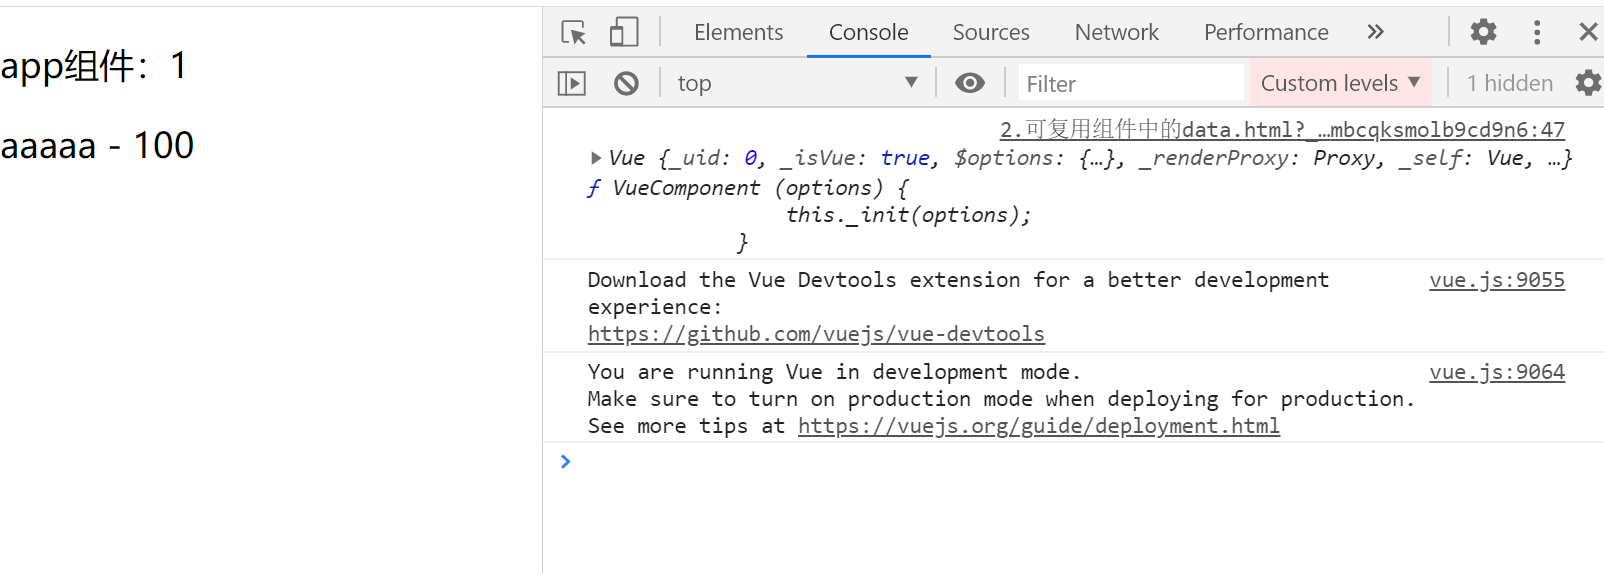 app组件：1
aaaaa - 100
Elements Console Sources Network Performance »
top Filter Custom levels 1 hidden
2.可复用组件中的data.html?_…mbcqksmolb9cd9n6:47
Vue {_uid: 0, _isVue: true, $options: {…}, _renderProxy: Proxy, _self: Vue, …}
ƒ VueComponent (options) {
this._init(options);
}
Download the Vue Devtools extension for a better development vue.js:9055
experience:
https://github.com/vuejs/vue-devtools
You are running Vue in development mode. vue.js:9064
Make sure to turn on production mode when deploying for production.
See more tips at https://vuejs.org/guide/deployment.html